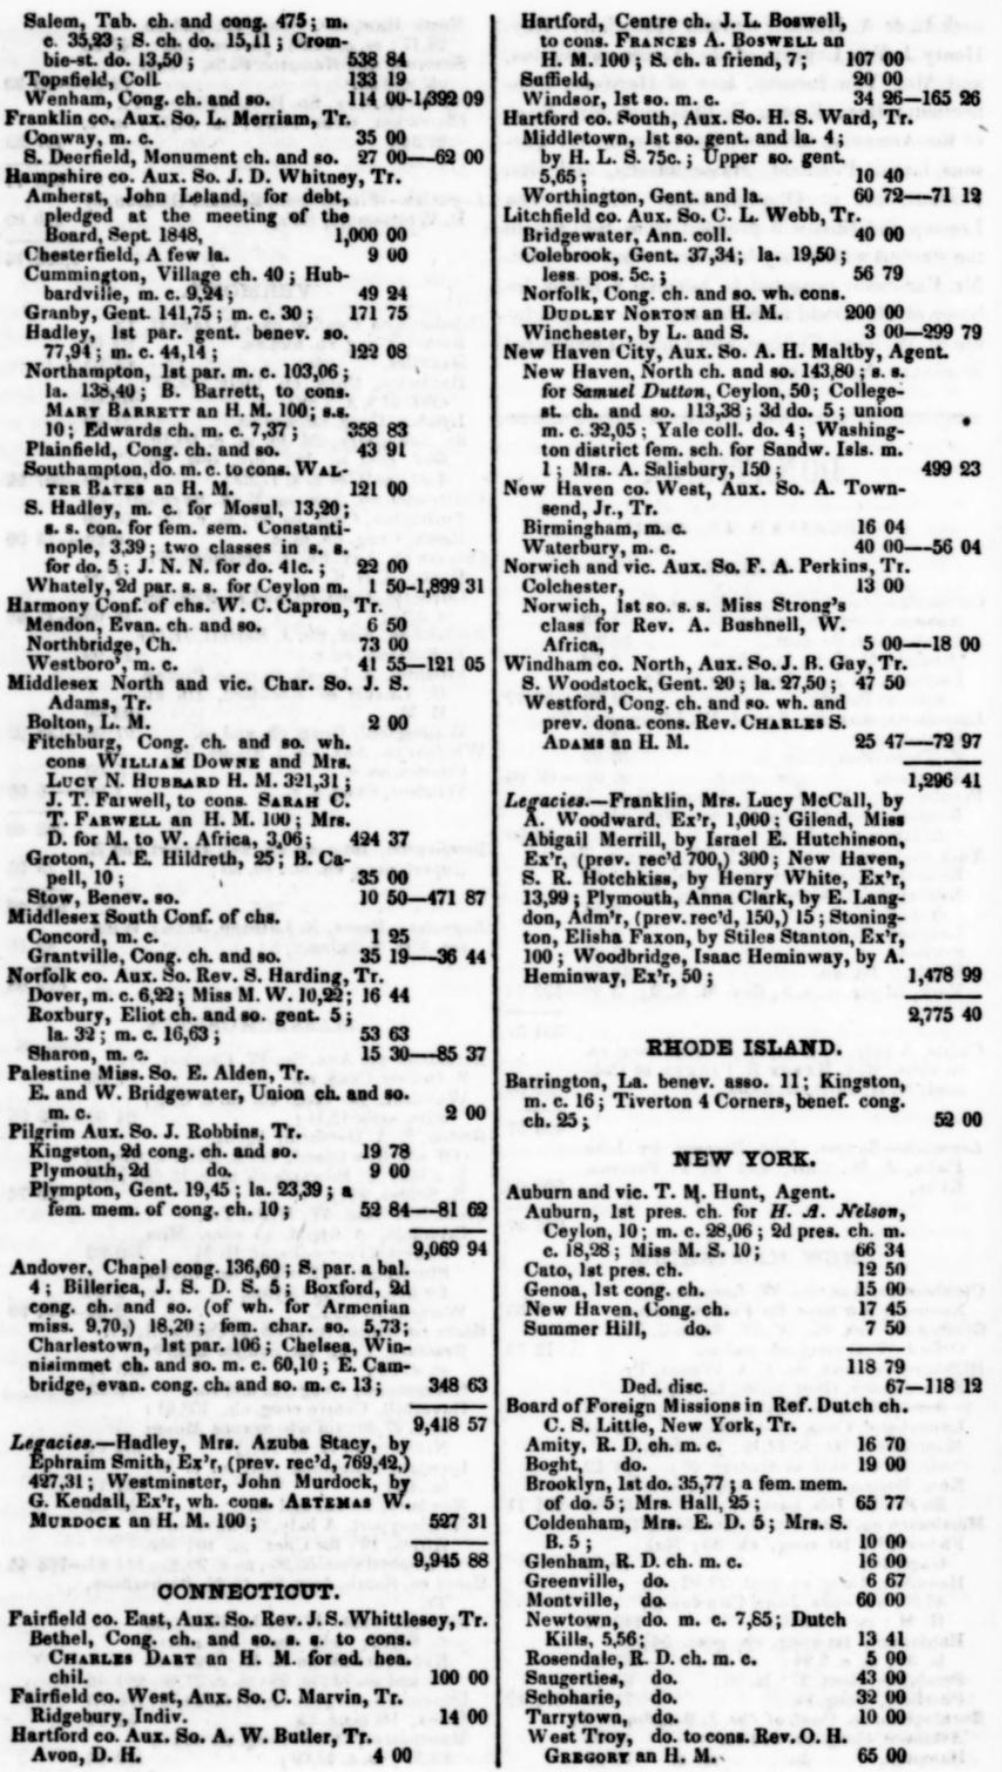 Salem, Tab. ch. and cong. 475; m.
c. 35,23; S. ch. do. 15,11; Crom-
bie-st. do. 13,50; 538 84
Topsfield, Coll. 133 19
Wenham, Cong. ch. and so. 114 00-1,392 09
Franklin co. Aux. So. L. Merriam, Tr.
Conway, m. c. 35 00
S. Deerfield, Monument ch. and so. 27 00—62 00
Hampshire co. Aux. So. J. D. Whitney, Tr.
Amherst, John Leland, for debt,
pledged at the meeting of the
Board, Sept. 1848, 1,000 00
Chesterfield, A few la. 9 00
Cummington, Village ch. 40; Hub-
bardville, m. c. 9,24; 49 24
Granby, Gent. 141,75; m. c. 30; 171 75
Hadley, 1st par. gent. benev. so.
77,94; m. c. 44,14; 122 08
Northampton, 1st par. m. c. 103,06;
la. 138,40; B. Barrett, to cons.
MARY BARRETT an H. M. 100; s.s.
10; Edwards ch. m. c. 7,37; 358 83
Plainfield, Cong. ch. and so. 43 91
Southampton, do. m. c. to cons. WAL-
TER BATES an H. M. 121 00
S. Hadley, m. c. for Mosul, 13,20;
s. s. con. for fem. sem. Constanti-
nople, 3,39; two classes in s. s.
for do. 5; J. N. N. for do. 41c.; 22 00
Whately, 2d par. s. s. for Ceylon m. 1 50-1,899 31
Harmony Conf. of chs. W. C. Capron, Tr.
Mendon, Evan. ch. and so. 6 50
Northbridge, Ch. 73 00
Westboro', m. c. 41 55—121 05
Middlesex North and vic. Char. So. J. S.
Adams, Tr.
Bolton, L. M. 2 00
Fitchburg, Cong. ch. and so. wh.
cons WILLIAM DOWNE and Mrs.
LUCY N. HUBBARD H. M. 321,31;
J. T. Farwell, to cons. SARAH C.
T. FARWELL an H. M. 100; Mrs.
D. for M. to W. Africa, 3,06; 424 37
Groton, A. E. Hildreth, 25; B. Ca-
pell, 10; 35 00
Stow, Benev. so. 10 50—471 87
Middlesex South Conf. of chs.
Concord, m. c. 1 25
Grantville, Cong. ch. and so. 35 19—36 44
Norfolk co. Aux. So. Rev. S. Harding, Tr.
Dover, m. c. 6,22; Miss M. W. 10,22; 16 44
Roxbury, Eliot ch. and so. gent. 5;
la. 32; m. c. 16,63; 53 63
Sharon, m. c. 15 30—85 37
Palestine Miss. So. E. Alden, Tr.
E. and W. Bridgewater, Union ch. and so.
m. c. 2 00
Pilgrim Aux. So. J. Robbins, Tr.
Kingston, 2d cong. ch. and so. 19 78
Plymouth, 2d do. 9 00
Plympton, Gent. 19,45; la. 23,39; a
fem. mem. of cong. ch. 10; 52 84—81 62
9,069 94
Andover, Chapel cong. 136,60; S. par. a bal.
4; Billerica, J. S. D. S. 5; Boxford, 2d
cong. ch. and so. (of wh. for Armenian
miss. 9,70,) 18,20; fem. char. so. 5,73;
Charlestown, 1st par. 106; Chelsea, Win-
nisimmet ch. and so. m. c. 60,10; E. Cam-
bridge, evan. cong. ch. and so. m. c. 13; 348 63
9,418 57
Legacies.—Hadley, Mrs. Azuba Stacy, by
Ephraim Smith, Ex'r, (prev. rec'd, 769,42,)
427,31; Westminster, John Murdock, by
G. Kendall, Ex'r, wh. cons. ARTEMAS W.
MURDOCK an H. M. 100; 527 31
9,945 88
CONNECTICUT.
Fairfield co. East, Aux. So. Rev. J. S. Whittlesey, Tr.
Bethel, Cong. ch. and so. s. s. to cons.
CHARLES DART an H. M. for ed. hea.
chil. 100 00
Fairfield co. West, Aux. So. C. Marvin, Tr.
Ridgebury, Indiv. 14 00
Hartford co. Aux. So. A. W. Butler, Tr.
Avon, D. H. 4 00
Hartford, Centre ch. J. L. Boswell,
to cons. FRANCES A. BOSWELL an
H. M. 100; S. ch. a friend, 7; 107 00
Suffield, 20 00
Windsor, 1st so. m. c. 34 26—165 26
Hartford co. South, Aux. So. H. S. Ward, Tr.
Middletown, 1st so. gent. and la. 4;
by H. L. S. 75c.; Upper so. gent.
5,65; 10 40
Worthington, Gent. and la. 60 72—71 12
Litchfield co. Aux. So. C. L. Webb, Tr.
Bridgewater, Ann. coll. 40 00
Colebrook, Gent. 37,34; la. 19,50;
less pos. 5c.; 56 79
Norfolk, Cong. ch. and so. wh. cons.
DUDLEY NORTON an H. M. 200 00
Winchester, by L. and S. 3 00—299 79
New Haven City, Aux. So. A. H. Maltby, Agent.
New Haven, North ch. and so. 143,80; s. s.
for Samuel Dutton, Ceylon, 50; College-
st. ch. and so. 113,38; 3d do. 5; union
m. c. 32,05; Yale coll. do. 4; Washing-
ton district fem. sch. for Sandw. Isls. m.
1; Mrs. A. Salisbury, 150; 499 23
New Haven co. West, Aux. So. A. Town-
send, Jr., Tr.
Birmingham, m. c. 16 04
Waterbury, m. c. 40 00—56 04
Norwich and vic. Aux. So. F. A. Perkins, Tr.
Colchester, 13 00
Norwich, 1st so. s. s. Miss Strong's
class for Rev. A. Bushnell, W.
Africa, 5 00—18 00
Windham co. North, Aux. So. J. B. Gay, Tr.
S. Woodstock, Gent. 20; la. 27,50; 47 50
Westford, Cong. ch. and so. wh. and
prev. dona. cons. Rev. CHARLES S.
ADAMS an H. M. 25 47—72 97
1,296 41
Legacies.—Franklin, Mrs. Lucy McCall, by
A. Woodward, Ex'r, 1,000; Gilend, Miss
Abigail Merrill, by Israel E. Hutchinson,
Ex'r, (prev. rec'd 700,) 300; New Haven,
S. R. Hotchkiss, by Henry White, Ex'r,
13,99; Plymouth, Anna Clark, by E. Lang-
don, Adm'r, (prev. rec'd, 150,) 15; Stoning-
ton, Elisha Faxon, by Stiles Stanton, Ex'r,
100; Woodbridge, Isaac Heminway, by A.
Heminway, Ex'r, 50; 1,478 99
2,775 40
RHODE ISLAND.
Barrington, La. benev. asso. 11; Kingston,
m. c. 16; Tiverton 4 Corners, benef. cong.
ch. 25; 52 00
NEW YORK.
Auburn and vic. T. M. Hunt, Agent.
Auburn, 1st pres. ch. for H. A. Nelson,
Ceylon, 10; m. c. 28,06; 2d pres. ch. m.
c. 18,28; Miss M. S. 10; 66 34
Cato, 1st pres. ch. 12 50
Genoa, 1st cong. ch. 15 00
New Haven, Cong. ch. 17 45
Summer Hill, do. 7 50
118 79
Ded. disc. 67—118 12
Board of Foreign Missions in Ref. Dutch ch.
C. S. Little, New York, Tr.
Amity, R. D. ch. m. c. 16 70
Boght, do. 19 00
Brooklyn, 1st do. 35,77; a fem. mem.
of do. 5; Mrs. Hall, 25; 65 77
Coldenham, Mrs. E. D. 5; Mrs. S.
B. 5; 10 00
Glenham, R. D. ch. m. c. 16 00
Greenville, do. 6 67
Montville, do. 60 00
Newtown, do. m. c. 7,85; Dutch
Kills, 5,56; 13 41
Rosendale, R. D. ch. m. c. 5 00
Saugerties, do. 43 00
Schoharie, do. 32 00
Tarrytown, do. 10 00
West Troy, do. to cons. Rev. O. H.
GREGORY an H. M. 65 00